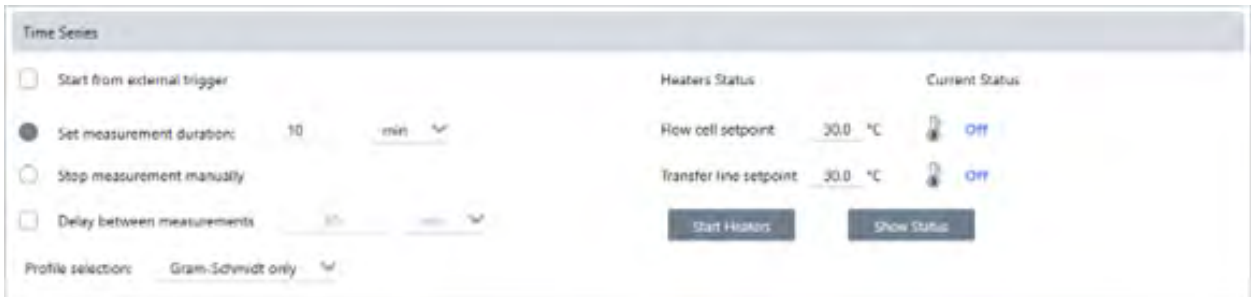 Time Series
Start from external trigger
Set measurement duration: 10 min
Stop measurement manually
Delay between measurements
Profile selection: Gram-Schmidt only
Heaters Status Current Status
Flow cell setpoint 30.0 °C Off
Transfer line setpoint 30.0 °C Off
Start Heaters Show Status